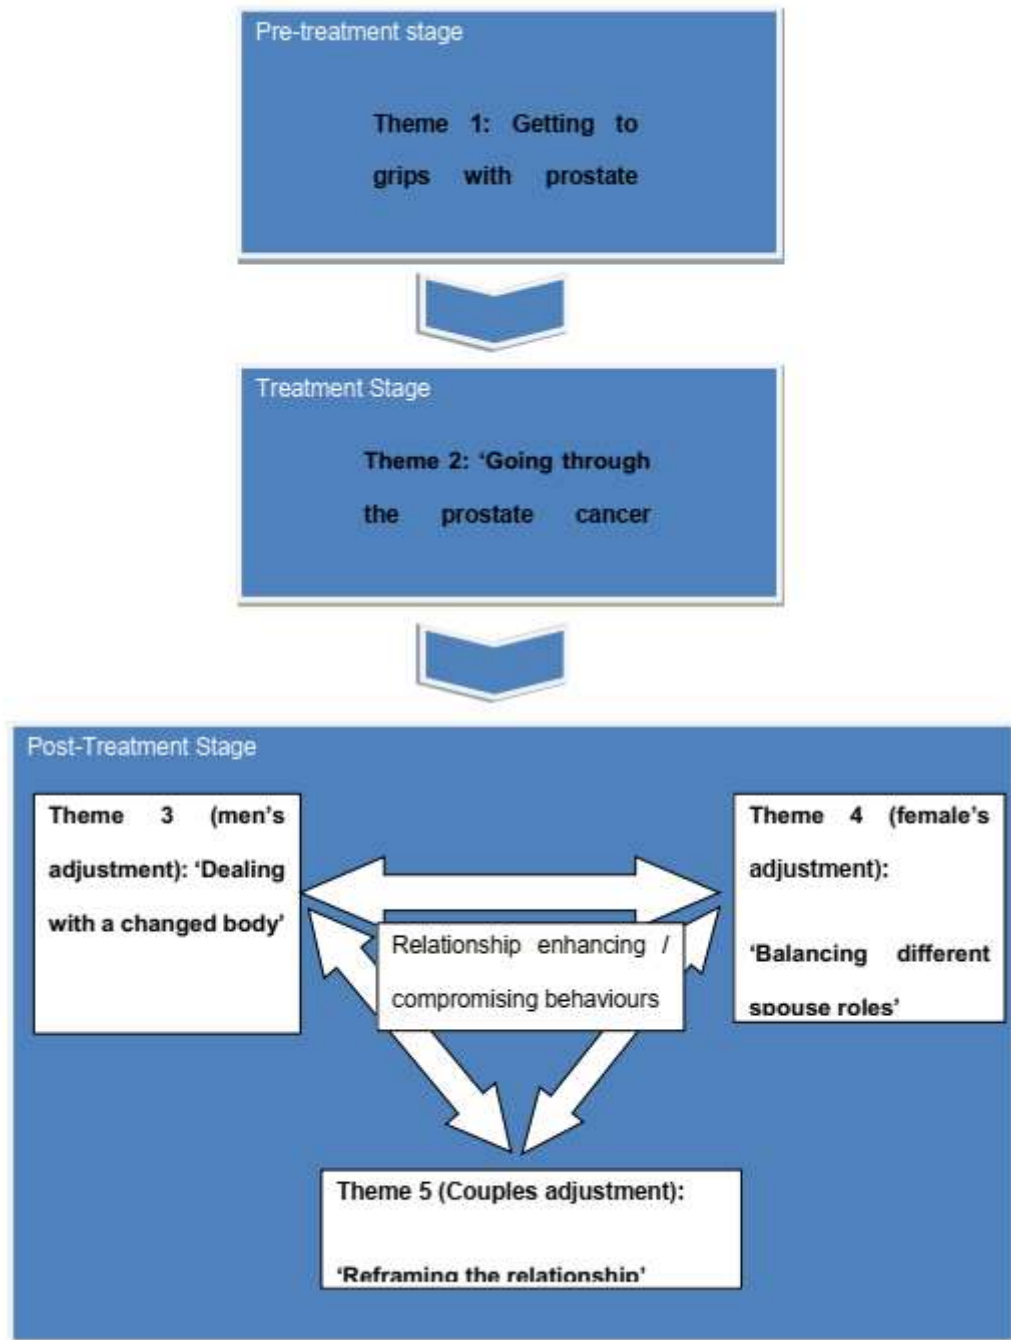 Pre-treatment stage
Theme 1: Getting to
grips with prostate
Treatment Stage
Theme 2: ‘Going through
the prostate cancer
Post-Treatment Stage
Theme 3 (men’s
adjustment): ‘Dealing
with a changed body’
Theme 4 (female’s
adjustment):
‘Balancing different
spouse roles’
Relationship enhancing /
compromising behaviours
Theme 5 (Couples adjustment):
‘Reframing the relationship’